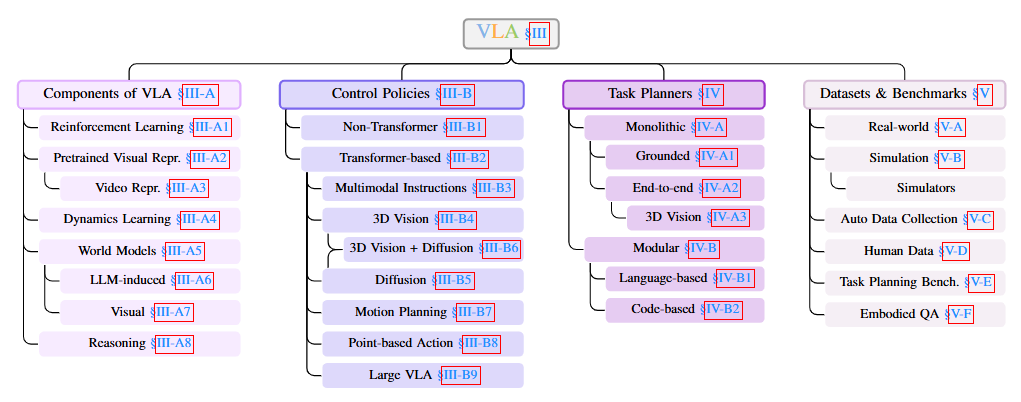 VLA §III
Components of VLA §III-A
Reinforcement Learning §III-A1
Pretrained Visual Repr. §III-A2
Video Repr. §III-A3
Dynamics Learning §III-A4
World Models §III-A5
LLM-induced §III-A6
Visual §III-A7
Reasoning §III-A8
Control Policies §III-B
Non-Transformer §III-B1
Transformer-based §III-B2
Multimodal Instructions §III-B3
3D Vision §III-B4
3D Vision + Diffusion §III-B6
Diffusion §III-B5
Motion Planning §III-B7
Point-based Action §III-B8
Large VLA §III-B9
Task Planners §IV
Monolithic §IV-A
Grounded §IV-A1
End-to-end §IV-A2
3D Vision §IV-A3
Modular §IV-B
Language-based §IV-B1
Code-based §IV-B2
Datasets & Benchmarks §V
Real-world §V-A
Simulation §V-B
Simulators
Auto Data Collection §V-C
Human Data §V-D
Task Planning Bench. §V-E
Embodied QA §V-F